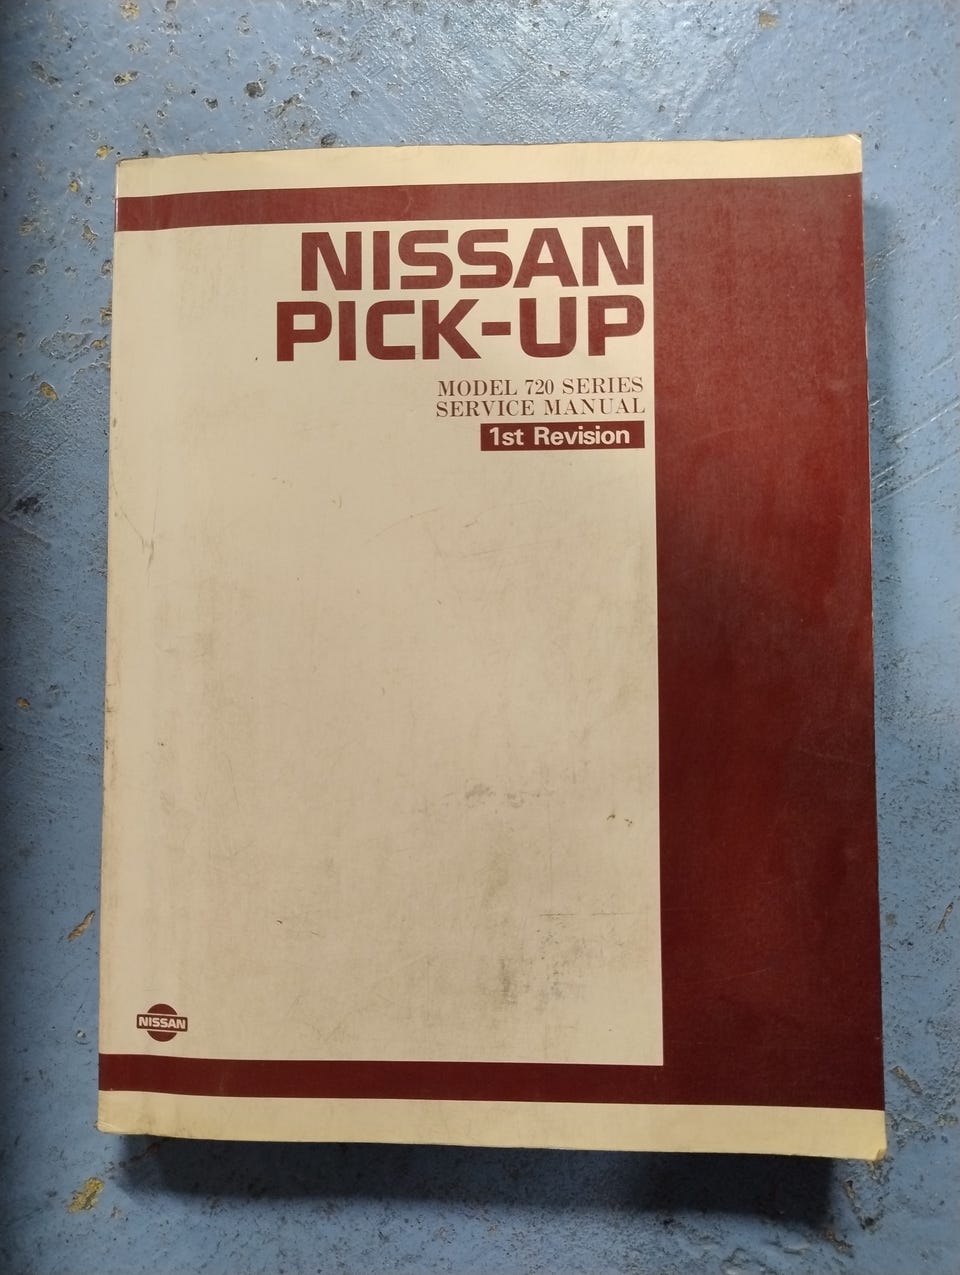 NISSAN
PICK-UP
MODEL 720 SERIES
SERVICE MANUAL
1st Revision
NISSAN